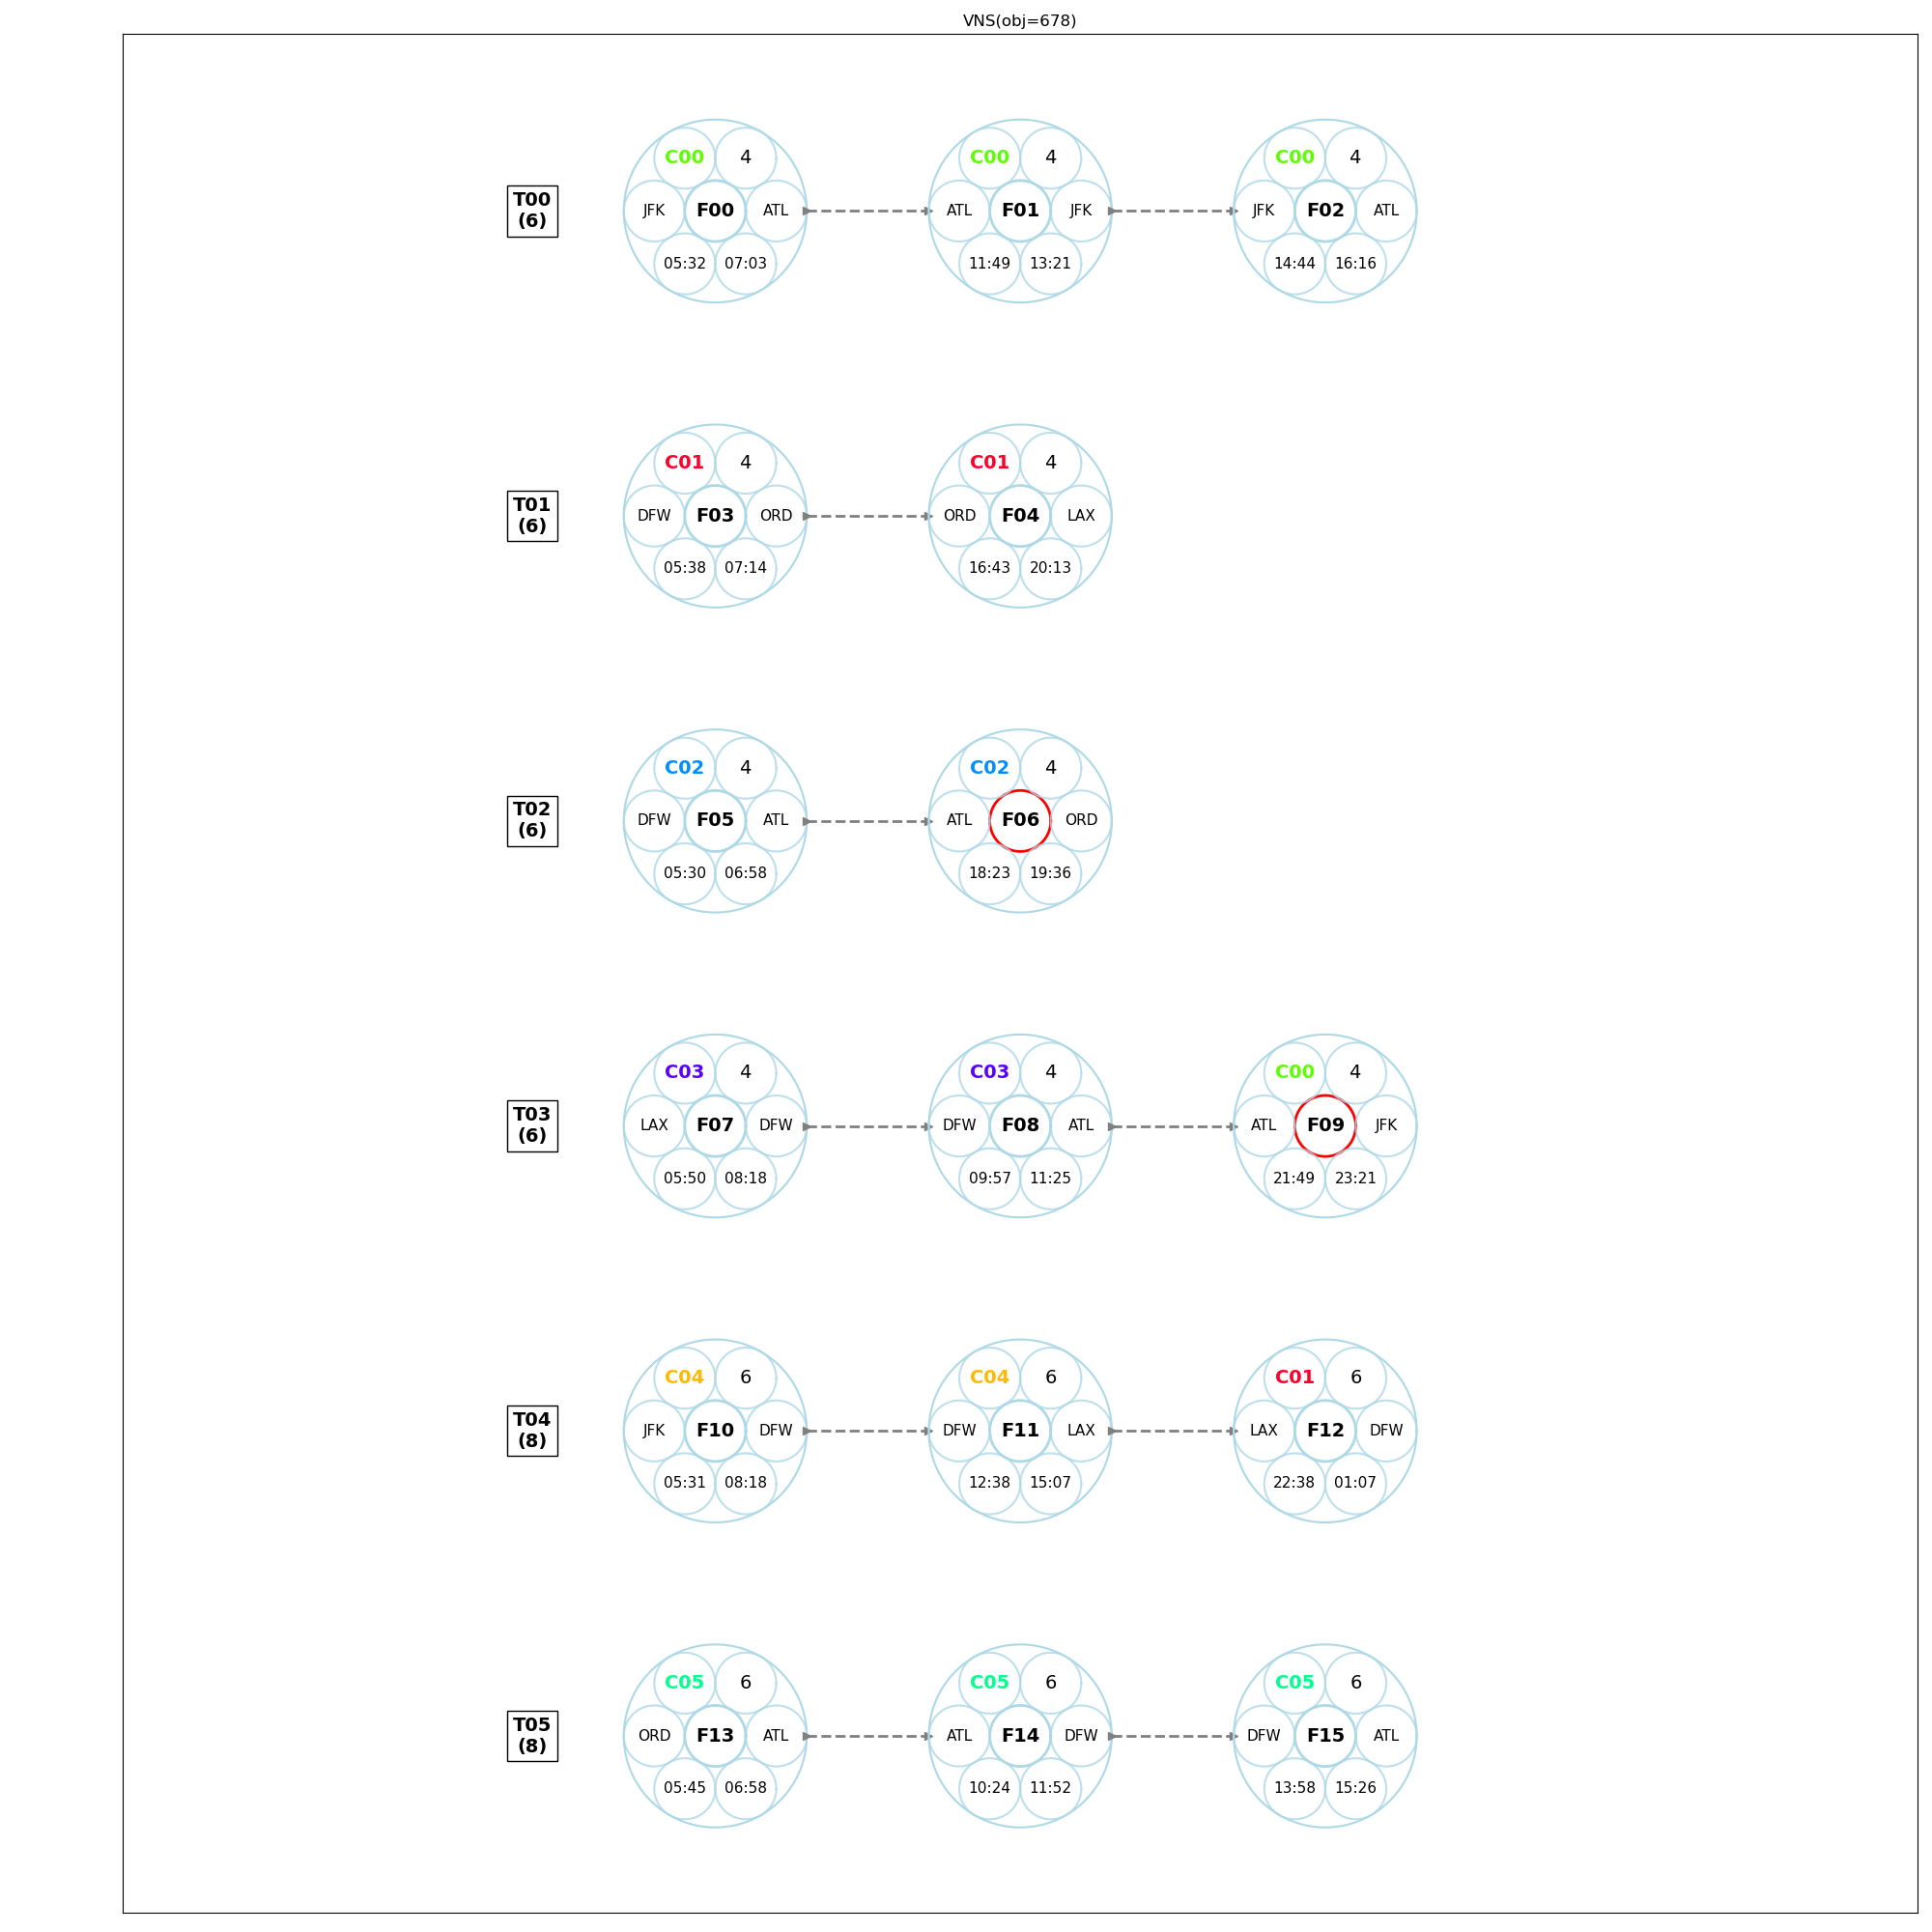 VNS(obj=678)
C00 4 C00 4 C00 4
T00 JFK F00 ATL ATL F01 JFK JFK F02 ATL
(6)
05:32 07:03 11:49 13:21 14:44 16:16
C01 4 C01 4
T01 DFW F03 ORD ORD F04 LAX
(6)
05:38 07:14 16:43 20:13
C02 4 C02 4
T02 DFW F05 ATL ATL F06 ORD
(6)
05:30 06:58 18:23 19:36
C03 4 C03 4 C00 4
T03 LAX F07 DFW DFW F08 ATL ATL F09 JFK
(6)
05:50 08:18 09:57 11:25 21:49 23:21
C04 6 C04 6 C01 6
T04 JFK F10 DFW DFW F11 LAX LAX F12 DFW
(8)
05:31 08:18 12:38 15:07 22:38 01:07
C05 6 C05 6 C05 6
T05 ORD F13 ATL ATL F14 DFW DFW F15 ATL
(8)
05:45 06:58 10:24 11:52 13:58 15:26